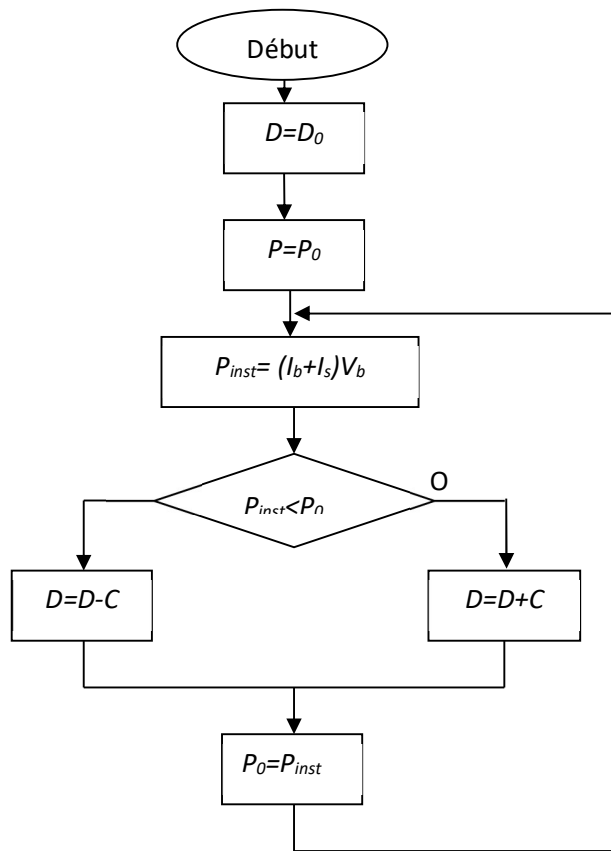 Début
D=D₀
P=P₀
Pinst= (Ib+Is)Vb
Pinst<P₀
O
D=D-C
D=D+C
P₀=Pinst